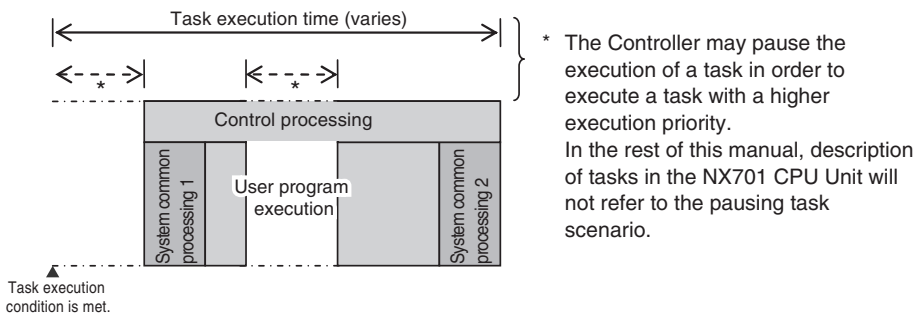 Task execution time (varies)
*
*
Control processing
System common
processing 1
User program
execution
System common
processing 2
Task execution
condition is met.
* The Controller may pause the
execution of a task in order to
execute a task with a higher
execution priority.
In the rest of this manual, description
of tasks in the NX701 CPU Unit will
not refer to the pausing task
scenario.